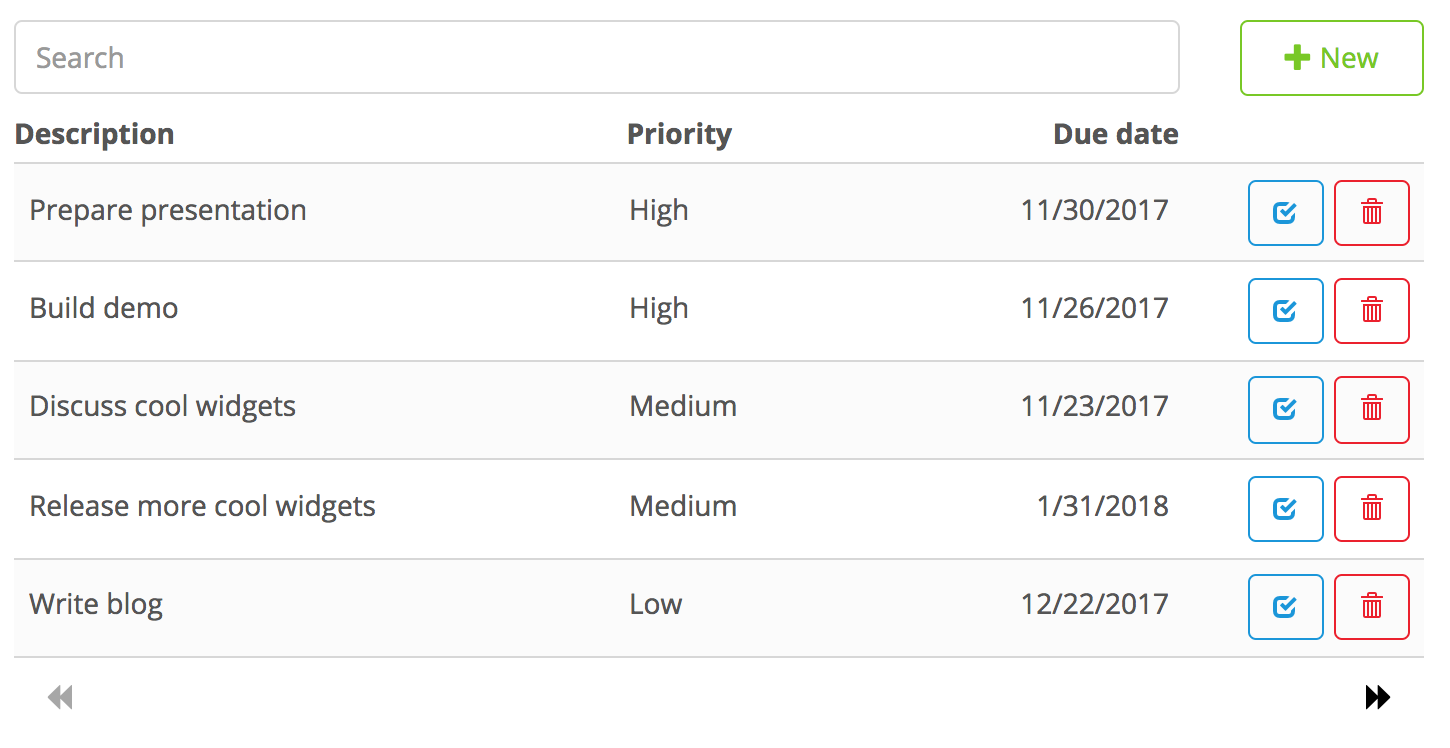 Search
New
Description Priority Due date
Prepare presentation High 11/30/2017
Build demo High 11/26/2017
Discuss cool widgets Medium 11/23/2017
Release more cool widgets Medium 1/31/2018
Write blog Low 12/22/2017